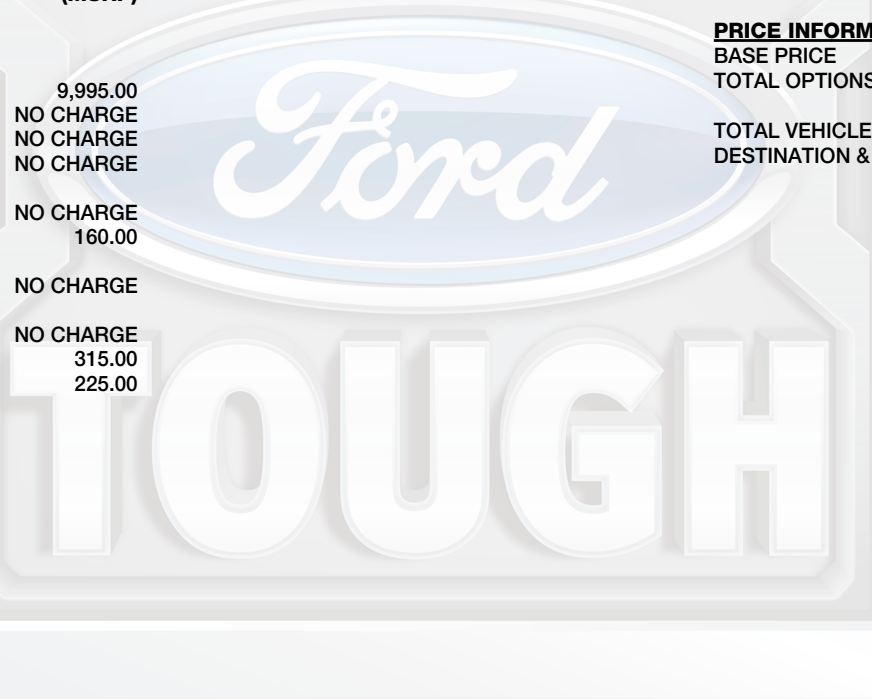 (MSRP)
9,995.00
NO CHARGE
NO CHARGE
NO CHARGE
NO CHARGE
160.00
NO CHARGE
NO CHARGE
315.00
225.00
PRICE INFORM
BASE PRICE
TOTAL OPTIONS
TOTAL VEHICLE
DESTINATION &
Ford
TOUGH